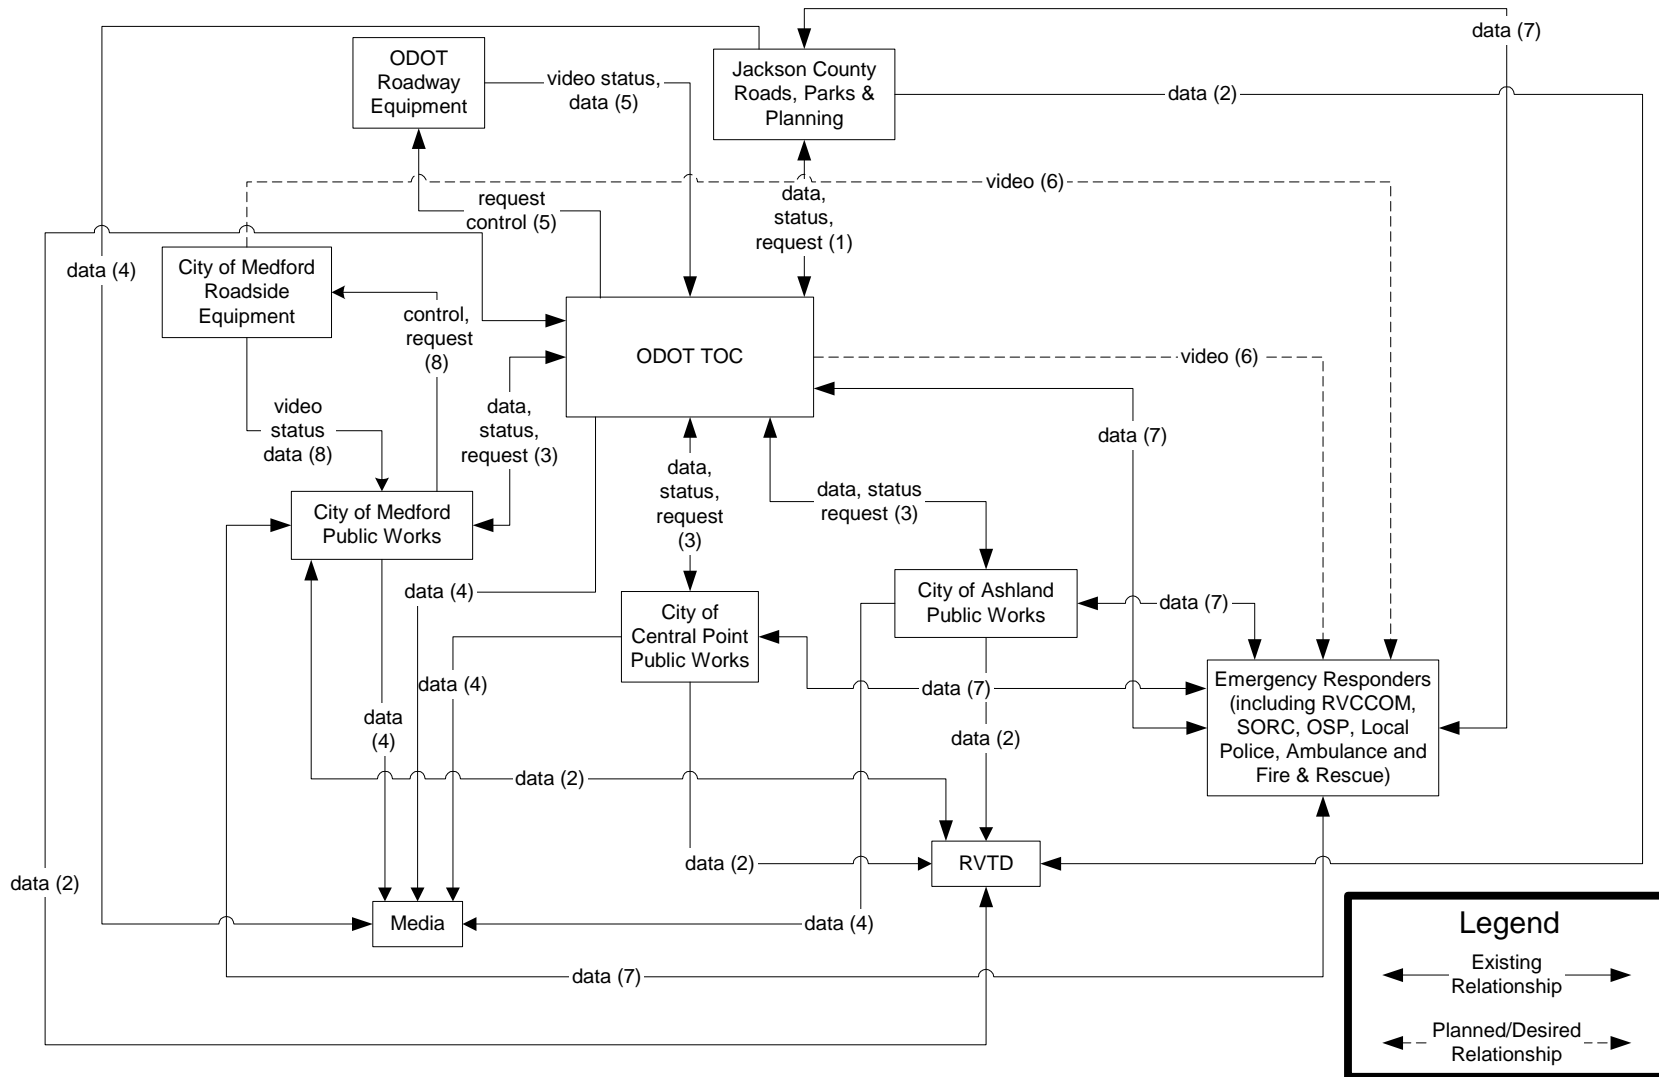 data (7)
ODOT
Roadway
Equipment
video status,
data (5)
Jackson County
Roads, Parks &
Planning
data (2)
request
control (5)
data,
status,
request (1)
video (6)
data (4)
City of Medford
Roadside
Equipment
control,
request
(8)
ODOT TOC
video (6)
video
status
data (8)
data,
status,
request (3)
data (7)
data,
status,
request
(3)
data, status
request (3)
City of Medford
Public Works
data (4)
City of
Central Point
Public Works
City of Ashland
Public Works
data (7)
data (4)
data (7)
Emergency Responders
(including RVCCOM,
SORC, OSP, Local
Police, Ambulance and
Fire & Rescue)
data
(4)
data (2)
data (2)
data (2)
RVTD
data (2)
Media
data (4)
data (7)
Legend
Existing
Relationship
Planned/Desired
Relationship